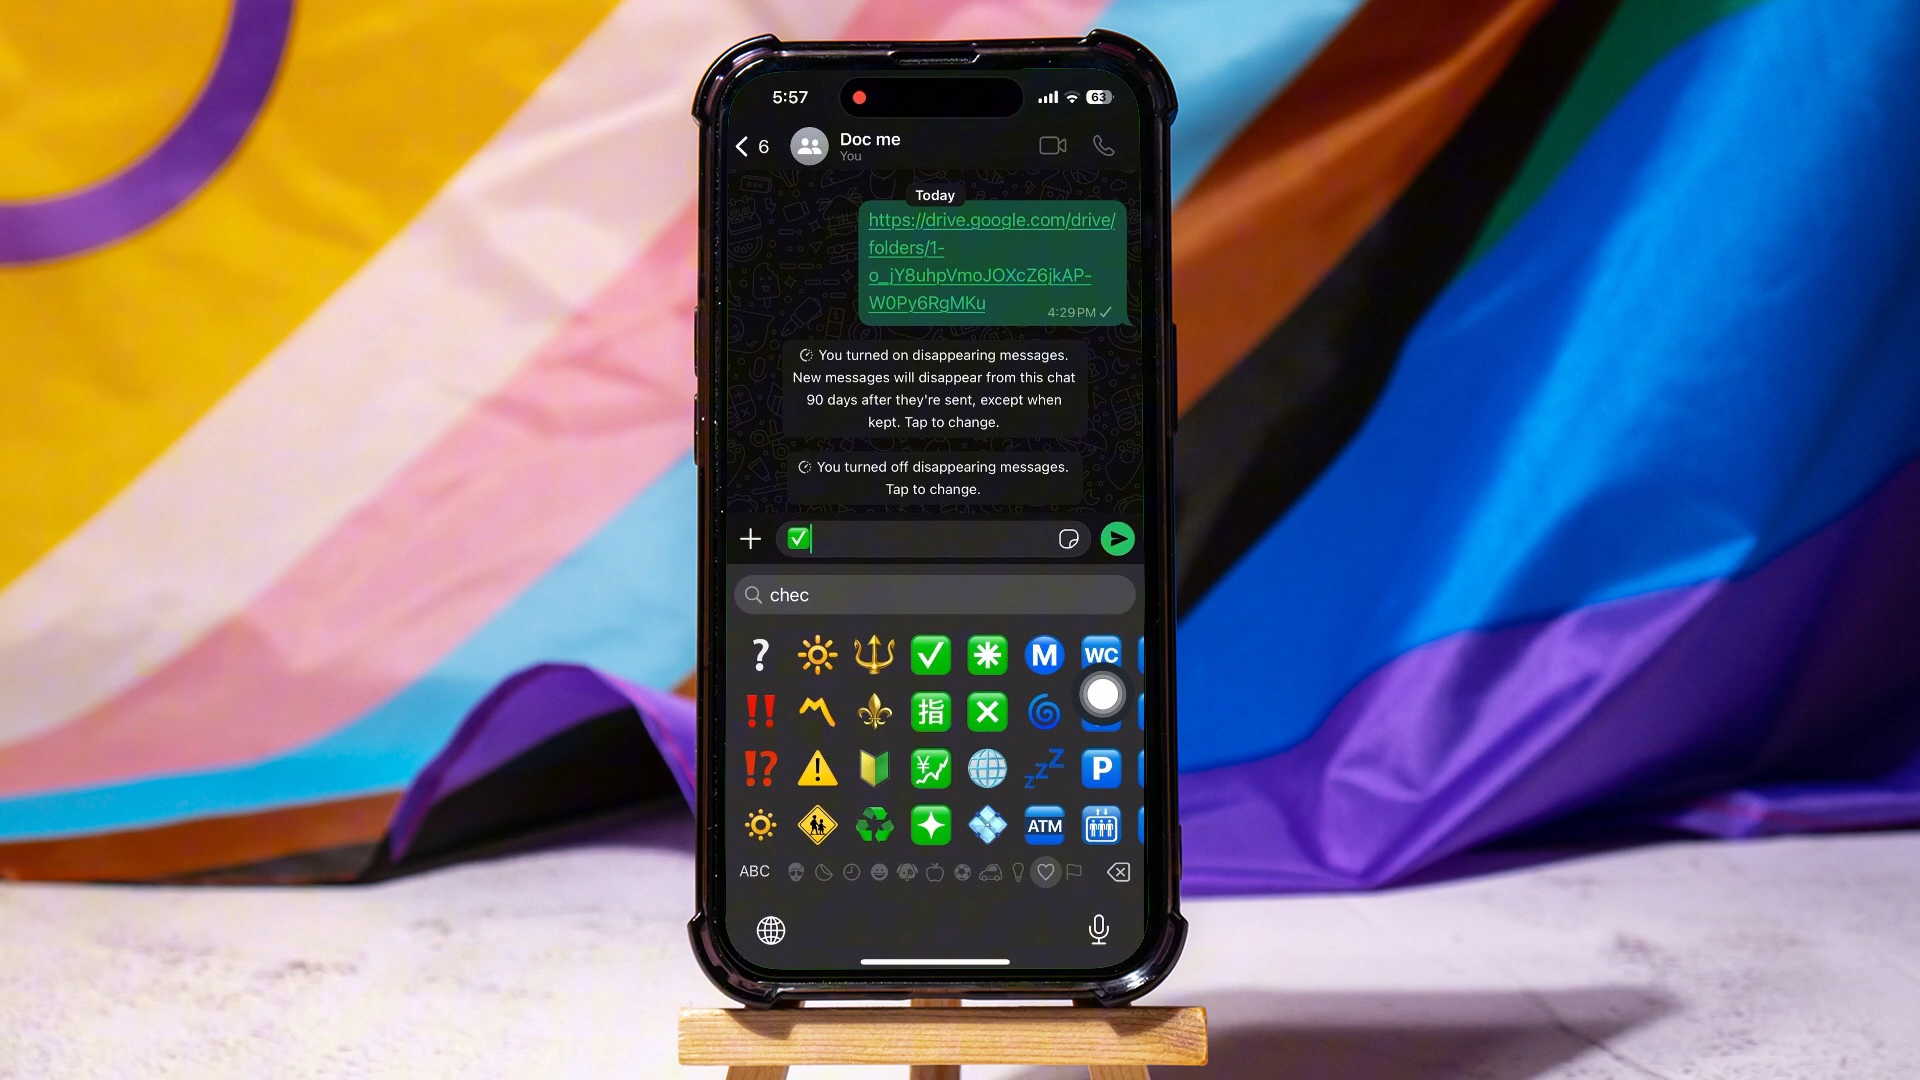 5:57
63
6
Doc me
You
Today
https://drive.google.com/drive/
folders/1-
o_jY8uhpVmoJOXcZ6jkAP-
W0Py6RgMKu
4:29 PM
You turned on disappearing messages.
New messages will disappear from this chat
90 days after they're sent, except when
kept. Tap to change.
You turned off disappearing messages.
Tap to change.
chec
? M WC
!! 指
!? ¥ zzZ P
ATM
ABC